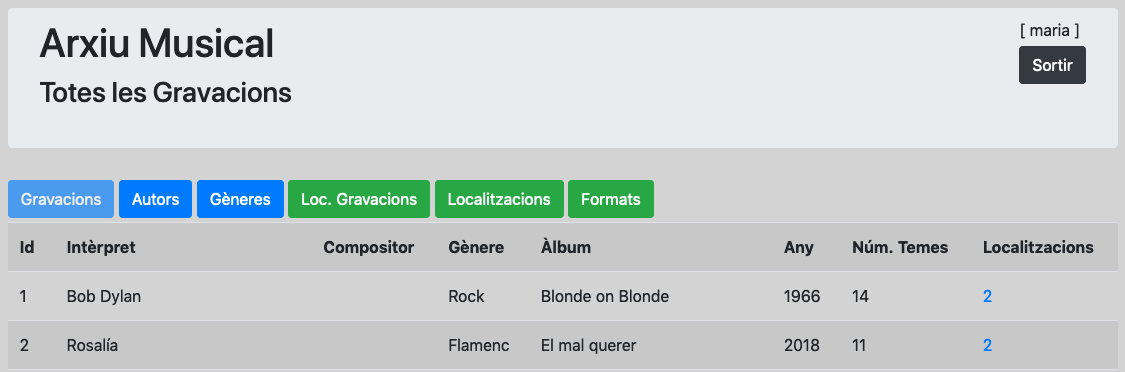 Arxiu Musical
[ maria ]
Sortir
Totes les Gravacions
Gravacions Autors Gèneres Loc. Gravacions Localitzacions Formats
Id Intèrpret Compositor Gènere Àlbum Any Núm. Temes Localitzacions
1 Bob Dylan Rock Blonde on Blonde 1966 14 2
2 Rosalía Flamenc El mal querer 2018 11 2